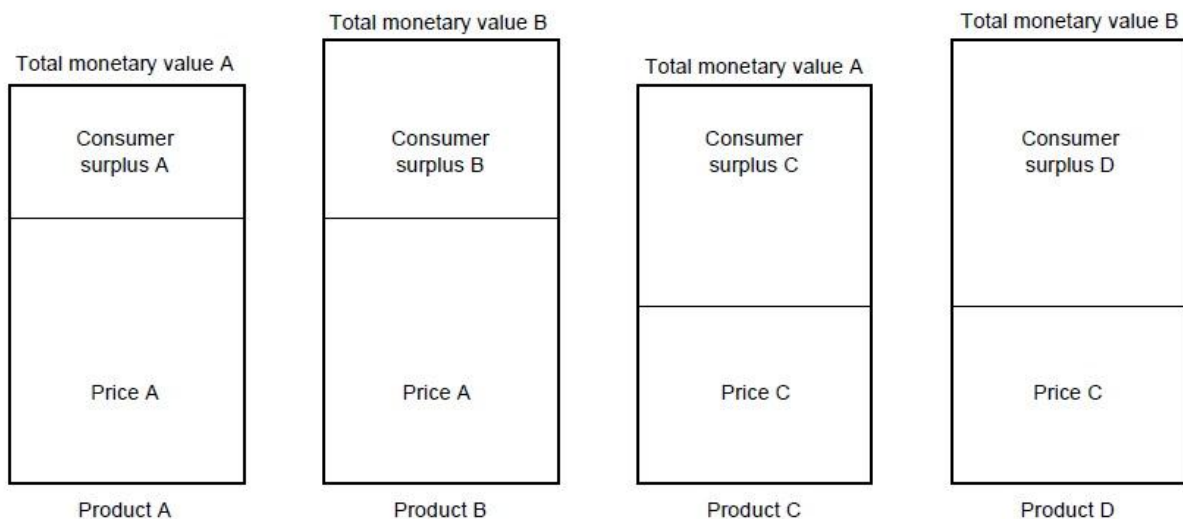 Total monetary value A
Consumer
surplus A
Price A
Product A
Total monetary value B
Consumer
surplus B
Price A
Product B
Total monetary value A
Consumer
surplus C
Price C
Product C
Total monetary value B
Consumer
surplus D
Price C
Product D